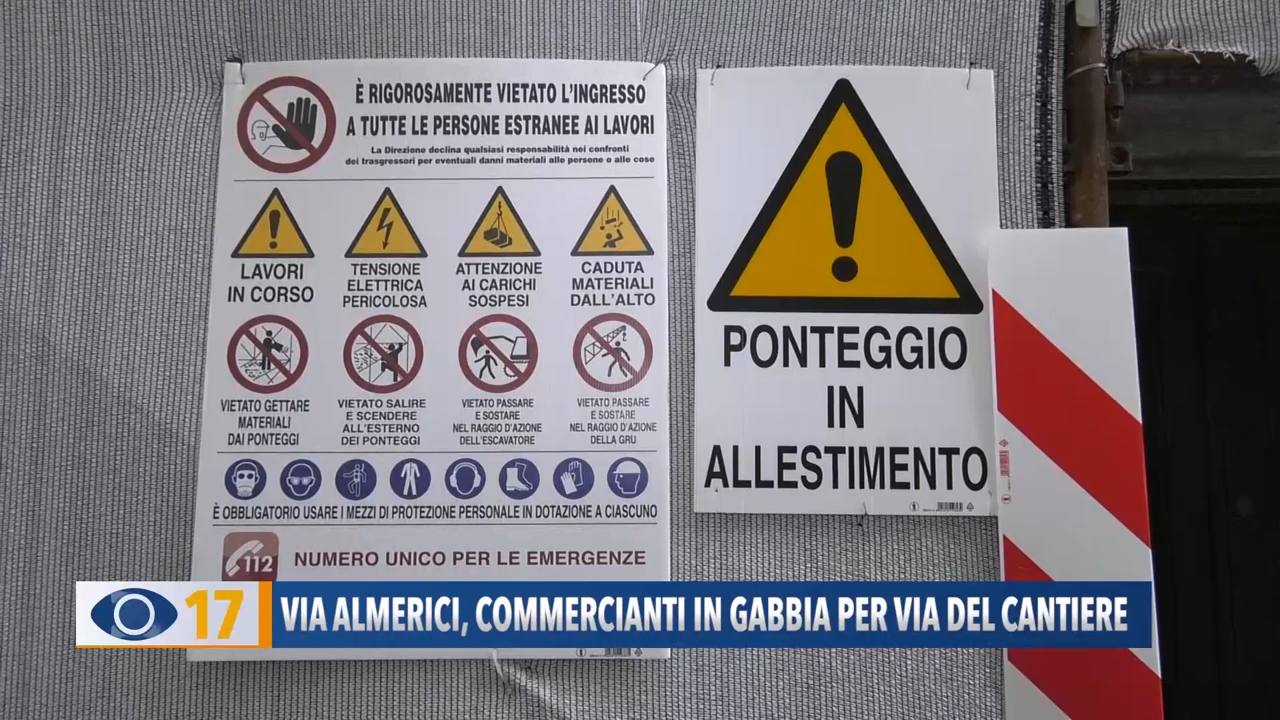 È RIGOROSAMENTE VIETATO L'INGRESSO
A TUTTE LE PERSONE ESTRANEE AI LAVORI
La Direzione declina qualsiasi responsabilità nei confronti
dei trasgressori per eventuali danni materiali alle persone o alle cose
LAVORI
IN CORSO
TENSIONE
ELETTRICA
PERICOLOSA
ATTENZIONE
AI CARICHI
SOSPESI
CADUTA
MATERIALI
DALL'ALTO
VIETATO GETTARE
MATERIALI
DAI PONTEGGI
VIETATO SALIRE
E SCENDERE
ALL'ESTERNO
DEI PONTEGGI
VIETATO PASSARE
E SOSTARE
NEL RAGGIO D'AZIONE
DELL'ESCAVATORE
VIETATO PASSARE
E SOSTARE
NEL RAGGIO D'AZIONE
DELLA GRU
È OBBLIGATORIO USARE I MEZZI DI PROTEZIONE PERSONALE IN DOTAZIONE A CIASCUNO
112
NUMERO UNICO PER LE EMERGENZE
PONTEGGIO
IN
ALLESTIMENTO
17
VIA ALMERICI, COMMERCIANTI IN GABBIA PER VIA DEL CANTIERE